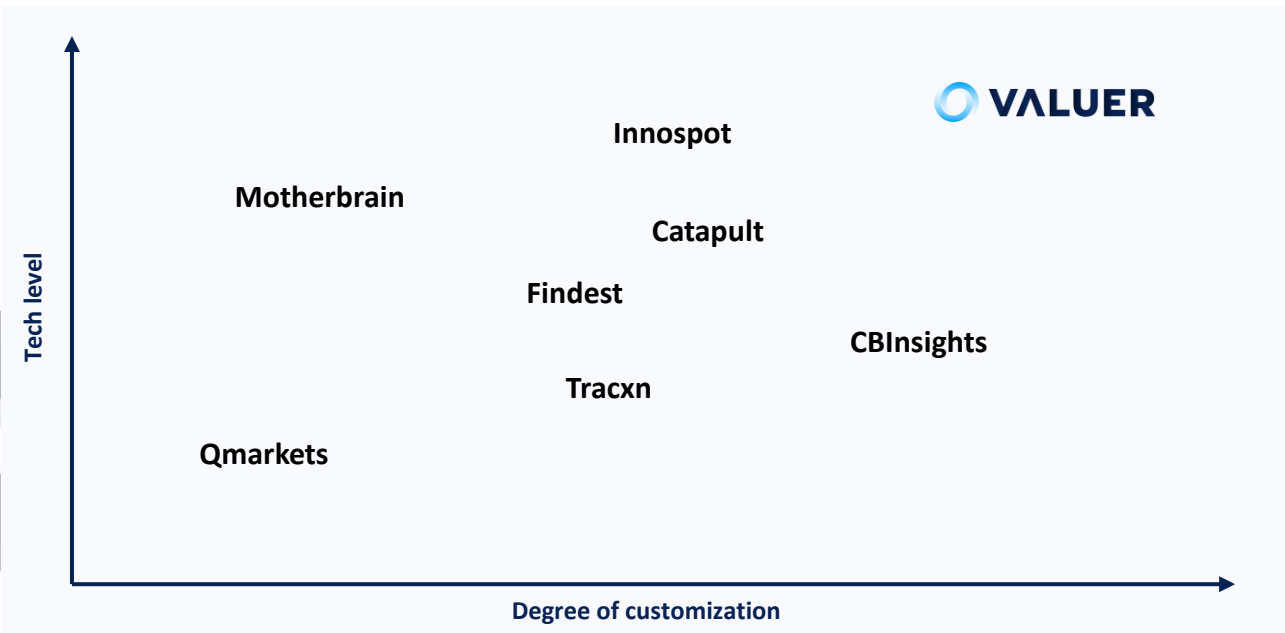 VALUER
Innospot
Motherbrain
Catapult
Findest
CBInsights
Tracxn
Qmarkets
Tech level
Degree of customization